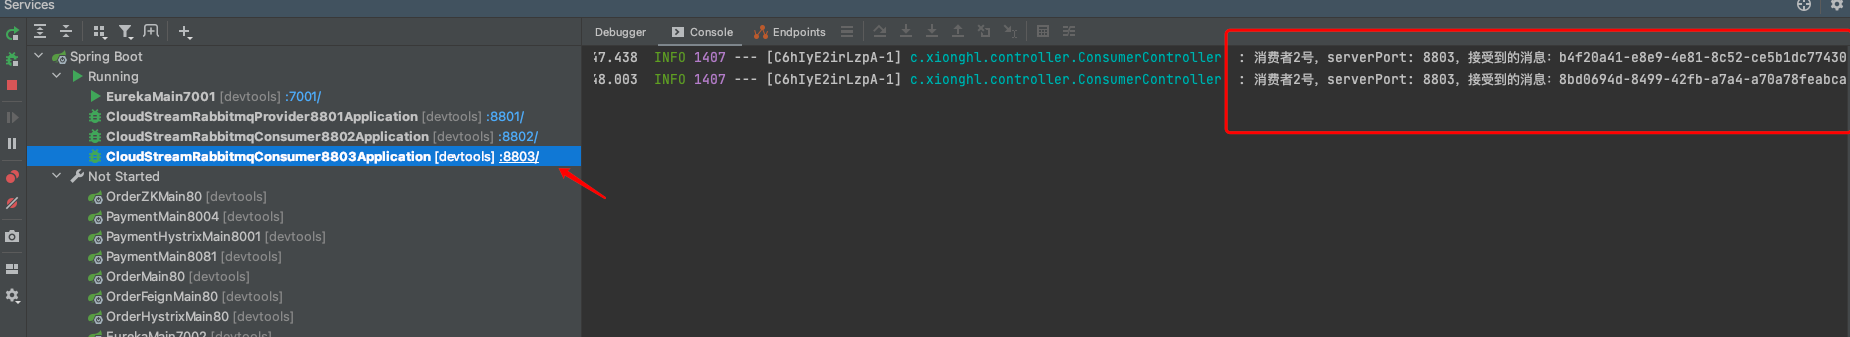 Services
Debugger
Console
Endpoints
Spring Boot
Running
EurekaMain7001 [devtools] :7001/
CloudStreamRabbitmqProvider8801Application [devtools] :8801/
CloudStreamRabbitmqConsumer8802Application [devtools] :8802/
CloudStreamRabbitmqConsumer8803Application [devtools] :8803/
Not Started
OrderZKMain80 [devtools]
PaymentMain8004 [devtools]
PaymentHystrixMain8001 [devtools]
PaymentMain8081 [devtools]
OrderMain80 [devtools]
OrderFeignMain80 [devtools]
OrderHystrixMain80 [devtools]
EurekaMain7002 [devtools]
47.438 INFO 1407 --- [C6hIyE2irLzpA-1] c.xionghl.controller.ConsumerController : 消费者2号，serverPort: 8803，接受到的消息：b4f20a41-e8e9-4e81-8c52-ce5b1dc77430
48.003 INFO 1407 --- [C6hIyE2irLzpA-1] c.xionghl.controller.ConsumerController : 消费者2号，serverPort: 8803，接受到的消息：8bd0694d-8499-42fb-a7a4-a70a78feabca